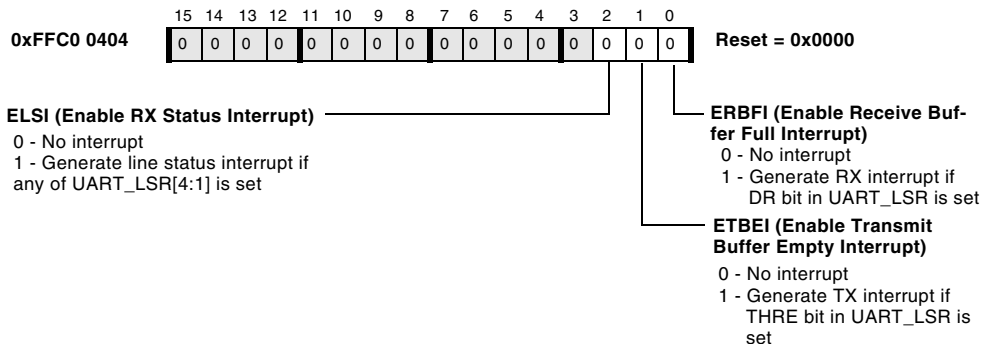 15 14 13 12 11 10 9 8 7 6 5 4 3 2 1 0
0xFFC0 0404
0 0 0 0 0 0 0 0 0 0 0 0 0 0 0 0
Reset = 0x0000
ELSI (Enable RX Status Interrupt)
0 - No interrupt
1 - Generate line status interrupt if
any of UART_LSR[4:1] is set
ERBFI (Enable Receive Buf-
fer Full Interrupt)
0 - No interrupt
1 - Generate RX interrupt if
DR bit in UART_LSR is set
ETBEI (Enable Transmit
Buffer Empty Interrupt)
0 - No interrupt
1 - Generate TX interrupt if
THRE bit in UART_LSR is
set